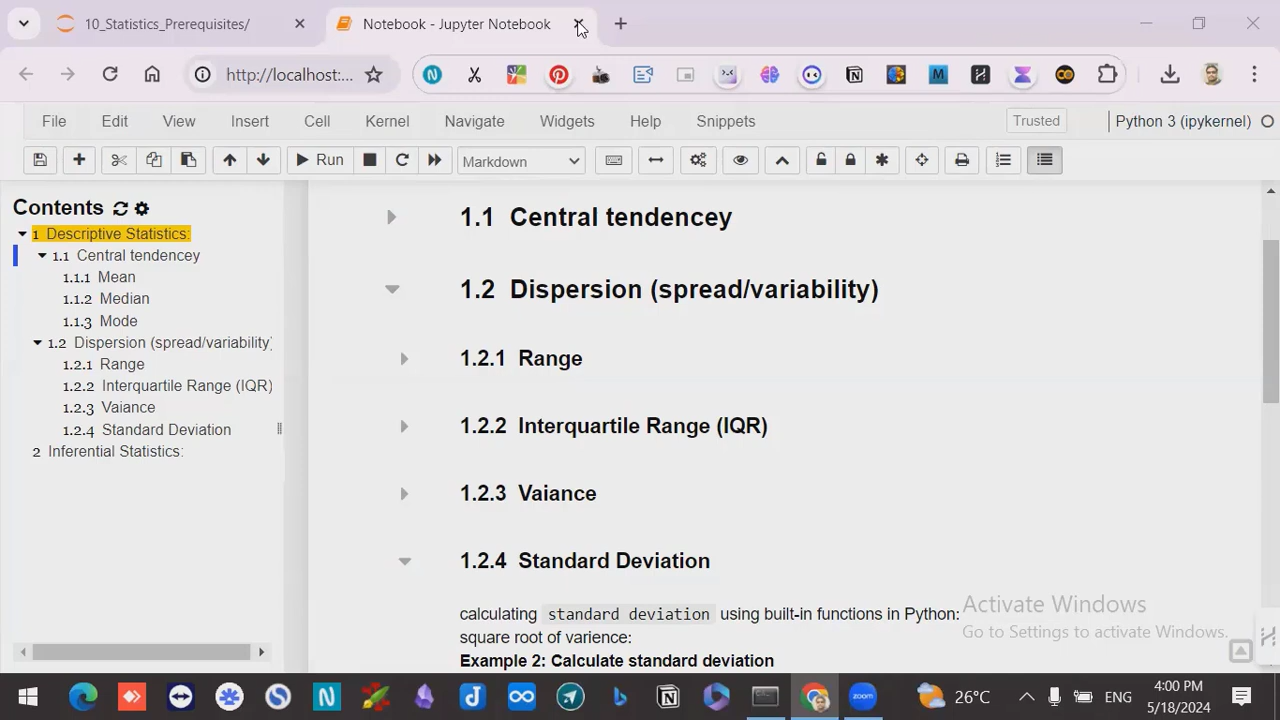 10_Statistics_Prerequisites/
Notebook - Jupyter Notebook
http://localhost:...
File Edit View Insert Cell Kernel Navigate Widgets Help Snippets
Trusted
Python 3 (ipykernel)
Run
Markdown
Contents
1 Descriptive Statistics:
1.1 Central tendencey
1.1.1 Mean
1.1.2 Median
1.1.3 Mode
1.2 Dispersion (spread/variability)
1.2.1 Range
1.2.2 Interquartile Range (IQR)
1.2.3 Vaiance
1.2.4 Standard Deviation
2 Inferential Statistics:
1.1 Central tendencey
1.2 Dispersion (spread/variability)
1.2.1 Range
1.2.2 Interquartile Range (IQR)
1.2.3 Vaiance
1.2.4 Standard Deviation
calculating standard deviation using built-in functions in Python:
square root of varience:
Example 2: Calculate standard deviation
Activate Windows
Go to Settings to activate Windows.
26°C
ENG
4:00 PM
5/18/2024